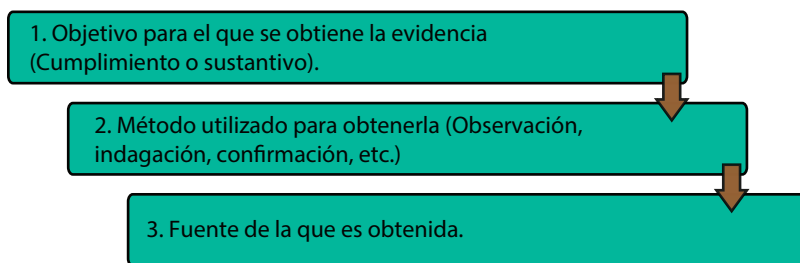 1. Objetivo para el que se obtiene la evidencia
(Cumplimiento o sustantivo).
2. Método utilizado para obtenerla (Observación,
indagación, confirmación, etc.)
3. Fuente de la que es obtenida.